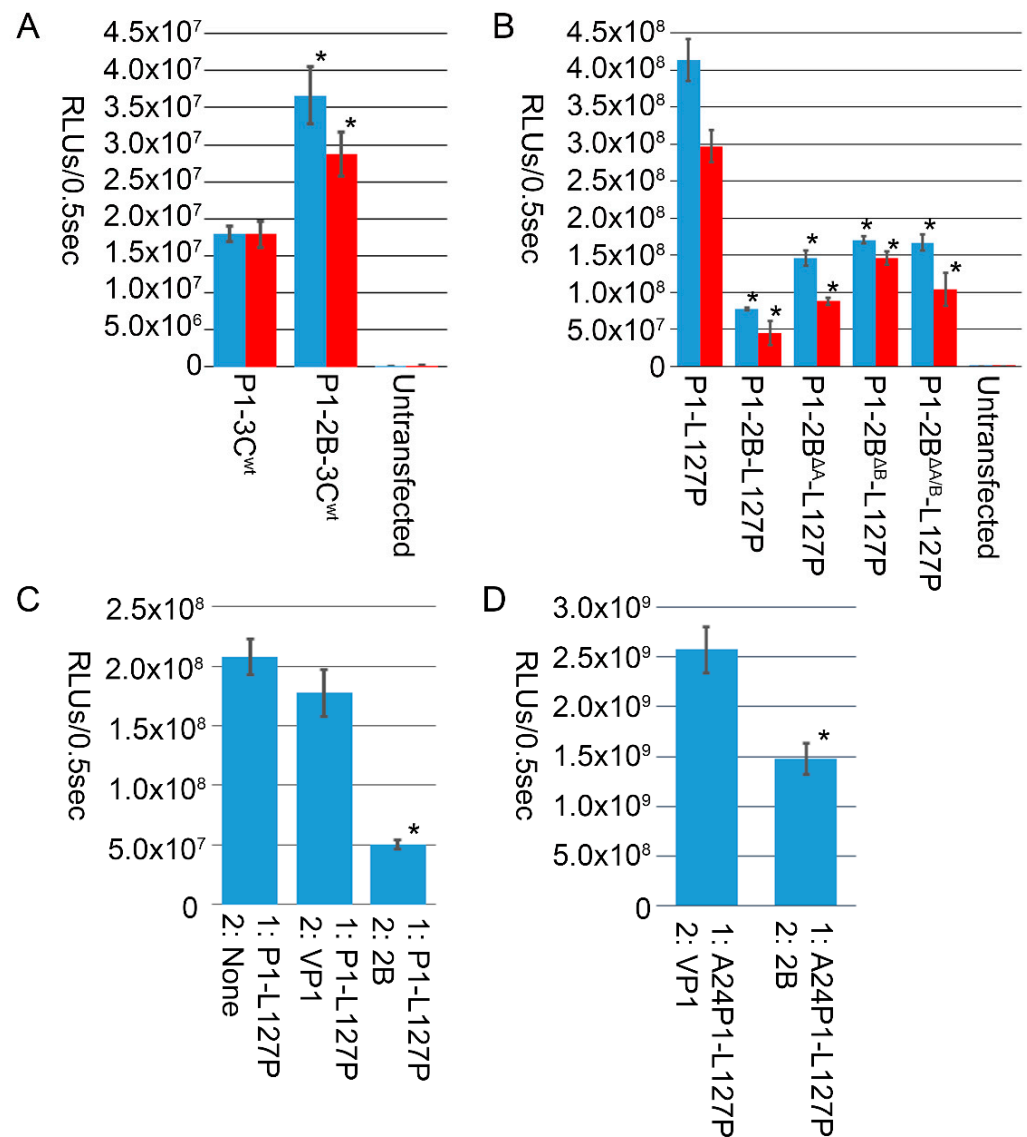 A
RLUs/0.5sec
4.5x10⁷
4.0x10⁷
3.5x10⁷
3.0x10⁷
2.5x10⁷
2.0x10⁷
1.5x10⁷
1.0x10⁷
5.0x10⁶
0
*
*
P1-3Cʷᵗ
P1-2B-3Cʷᵗ
Untransfected
B
RLUs/0.5sec
4.5x10⁸
4.0x10⁸
3.5x10⁸
3.0x10⁸
2.5x10⁸
2.0x10⁸
1.5x10⁸
1.0x10⁸
5.0x10⁷
0
*
*
*
*
*
*
*
*
P1-L127P
P1-2B-L127P
P1-2BΔA-L127P
P1-2BΔB-L127P
P1-2BΔA/B-L127P
Untransfected
C
RLUs/0.5sec
2.5x10⁸
2.0x10⁸
1.5x10⁸
1.0x10⁸
5.0x10⁷
0
*
1: P1-L127P
2: None
1: P1-L127P
2: VP1
1: P1-L127P
2: 2B
D
RLUs/0.5sec
3.0x10⁹
2.5x10⁹
2.0x10⁹
1.5x10⁹
1.0x10⁹
5.0x10⁸
0
*
1: A24P1-L127P
2: VP1
1: A24P1-L127P
2: 2B